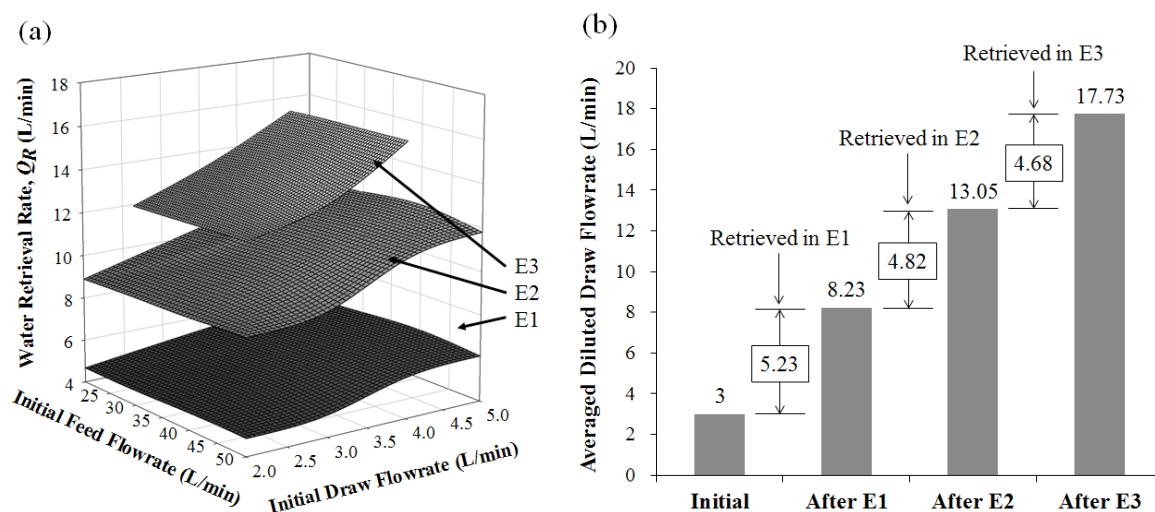 (a)
Water Retrieval Rate, QR (L/min)
18
16
14
12
10
8
6
4
25
30
35
40
45
50
Initial Feed Flowrate (L/min)
2.0
2.5
3.0
3.5
4.0
4.5
5.0
Initial Draw Flowrate (L/min)
E3
E2
E1
(b)
Averaged Diluted Draw Flowrate (L/min)
20
18
16
14
12
10
8
6
4
2
0
3
5.23
Retrieved in E1
8.23
4.82
Retrieved in E2
13.05
4.68
Retrieved in E3
17.73
Initial
After E1
After E2
After E3